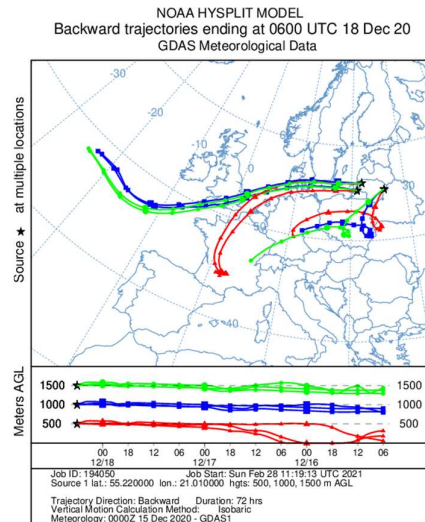 NOAA HYSPLIT MODEL
Backward trajectories ending at 0600 UTC 18 Dec 20
GDAS Meteorological Data
Source ★ at multiple locations
-30
-20
-10
40
Meters AGL
1500 1500
1000 1000
500 500
00 18 12 06 00 18 12 06 00 18 12 06
12/18 12/17 12/16
Job ID: 194050 Job Start: Sun Feb 28 11:19:13 UTC 2021
Source 1 lat.: 55.220000 lon.: 21.010000 hgts: 500, 1000, 1500 m AGL
Trajectory Direction: Backward Duration: 72 hrs
Vertical Motion Calculation Method: Isobaric
Meteorology: 0000Z 15 Dec 2020 - GDAS1